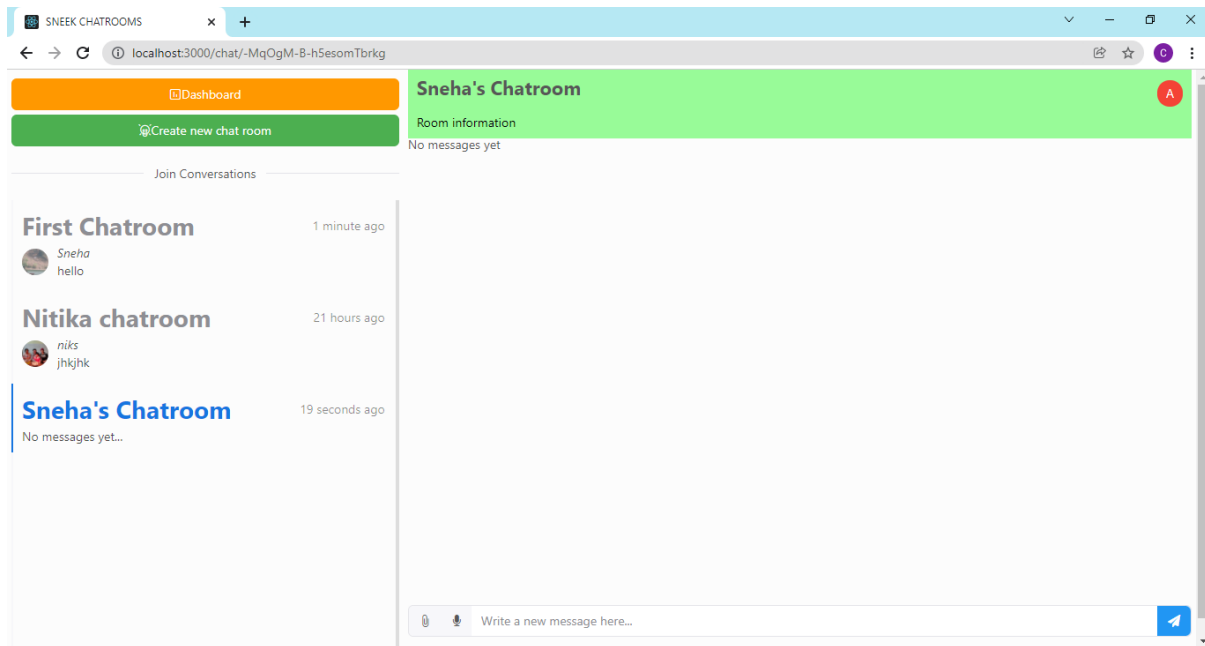 SNEEK CHATROOMS
localhost:3000/chat/-MqOgM-B-h5esomTbrkg
C
Dashboard
Create new chat room
Join Conversations
First Chatroom 1 minute ago
Sneha
hello
Nitika chatroom 21 hours ago
niks
jhkjhk
Sneha's Chatroom 19 seconds ago
No messages yet...
Sneha's Chatroom
A
Room information
No messages yet
Write a new message here...